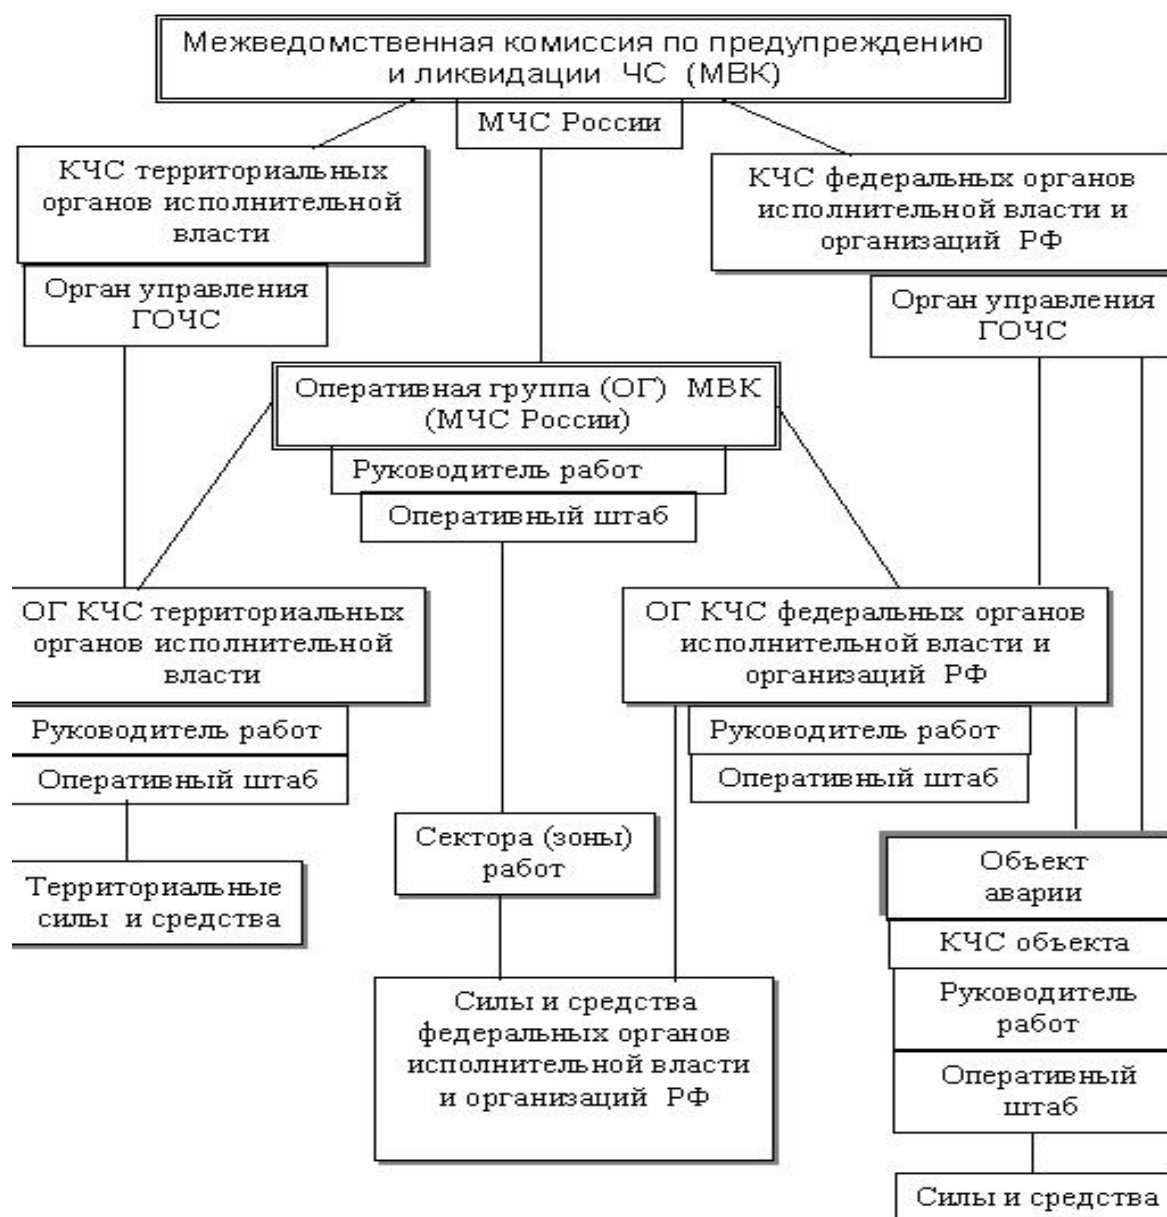 Межведомственная комиссия по предупреждению
и ликвидации ЧС (МВК)
МЧС России
КЧС территориальных
органов исполнительной
власти
КЧС федеральных органов
исполнительной власти и
организаций РФ
Орган управления
ГОЧС
Орган управления
ГОЧС
Оперативная группа (ОГ) МВК
(МЧС России)
Руководитель работ
Оперативный штаб
ОГ КЧС территориальных
органов исполнительной
власти
ОГ КЧС федеральных органов
исполнительной власти и
организаций РФ
Руководитель работ
Оперативный штаб
Руководитель работ
Оперативный штаб
Сектора (зоны)
работ
Территориальные
силы и средства
Объект
аварии
КЧС объекта
Руководитель
работ
Оперативный
штаб
Силы и средства
Силы и средства
федеральных органов
исполнительной власти
и организаций РФ